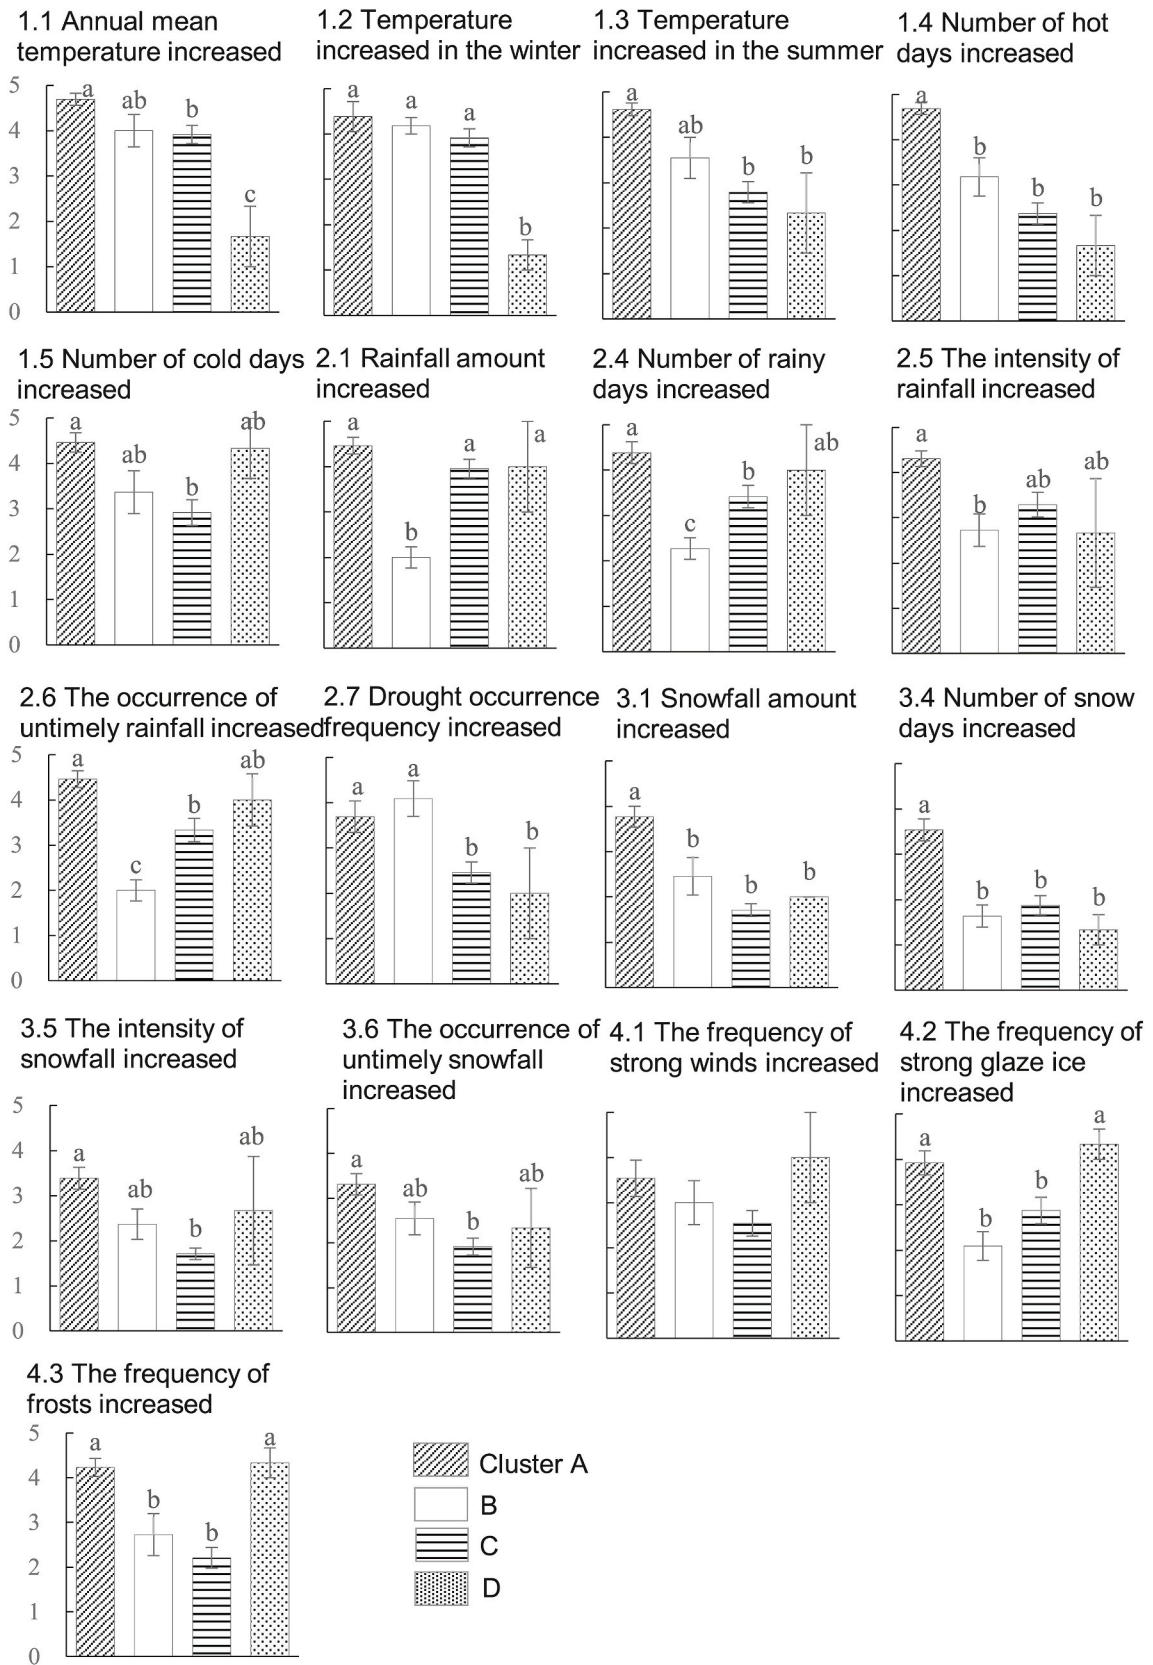 1.1 Annual mean
temperature increased
1.2 Temperature
increased in the winter
1.3 Temperature
increased in the summer
1.4 Number of hot
days increased
5
4
3
2
1
0
a
ab
b
c
a
a
a
b
a
ab
b
b
a
b
b
b
1.5 Number of cold days
increased
2.1 Rainfall amount
increased
2.4 Number of rainy
days increased
2.5 The intensity of
rainfall increased
5
4
3
2
1
0
a
ab
b
ab
a
b
a
a
a
c
b
ab
a
b
ab
ab
2.6 The occurrence of
untimely rainfall increased
2.7 Drought occurrence
frequency increased
3.1 Snowfall amount
increased
3.4 Number of snow
days increased
5
4
3
2
1
0
a
c
b
ab
a
a
b
b
a
b
b
b
a
b
b
b
3.5 The intensity of
snowfall increased
3.6 The occurrence of
untimely snowfall
increased
4.1 The frequency of
strong winds increased
4.2 The frequency of
strong glaze ice
increased
5
4
3
2
1
0
a
ab
b
ab
a
ab
b
ab
a
b
b
a
4.3 The frequency of
frosts increased
5
4
3
2
1
0
a
b
b
a
Cluster A
B
C
D